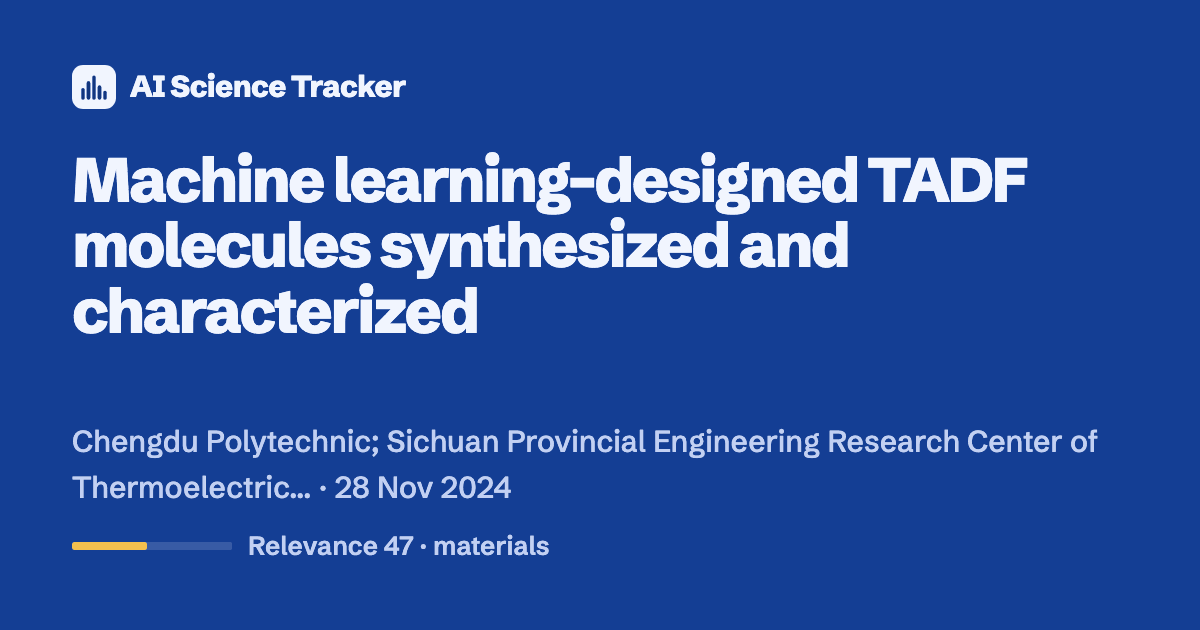 AI Science Tracker
Machine learning-designed TADF
molecules synthesized and
characterized
Chengdu Polytechnic; Sichuan Provincial Engineering Research Center of
Thermoelectric... · 28 Nov 2024
Relevance 47 · materials